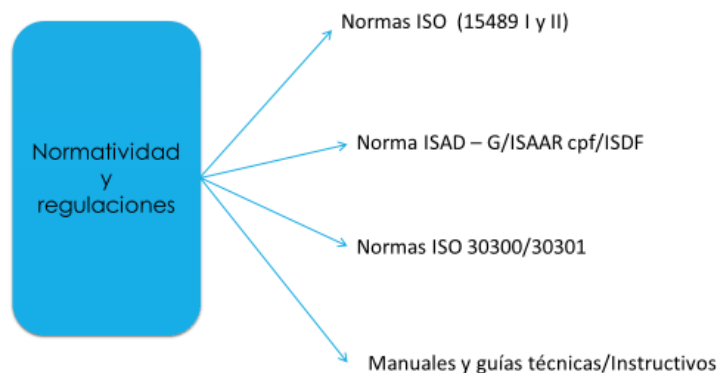 Normas ISO  (15489 I y II)
Norma ISAD – G/ISAAR cpf/ISDF
Normatividad
y
regulaciones
Normas ISO 30300/30301
Manuales y guías técnicas/Instructivos